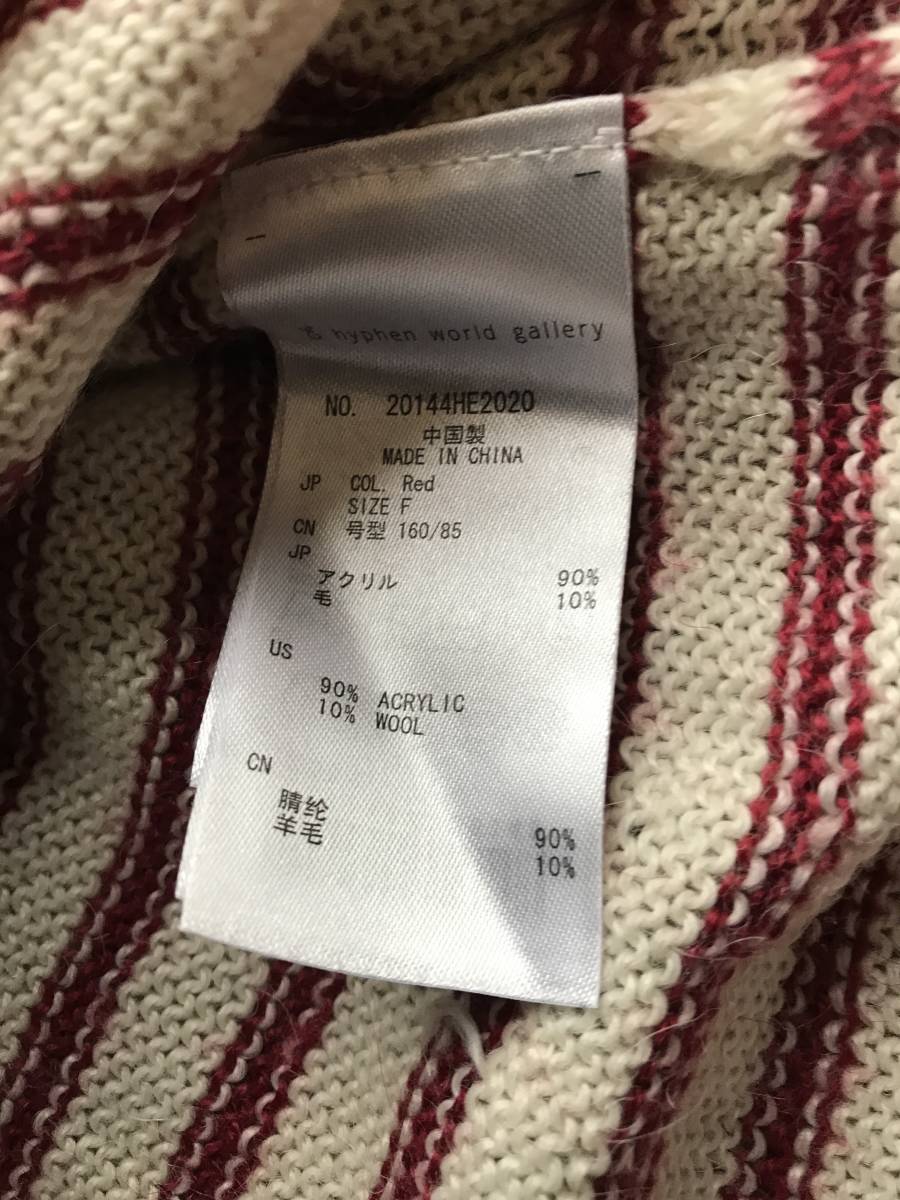 hyphen world gallery
NO. 20144HE2020
中国製
MADE IN CHINA
JP COL. Red
SIZE F
CN 号型 160/85
JP
アクリル 90%
毛 10%
US
90% ACRYLIC
10% WOOL
CN
腈纶 90%
羊毛 10%